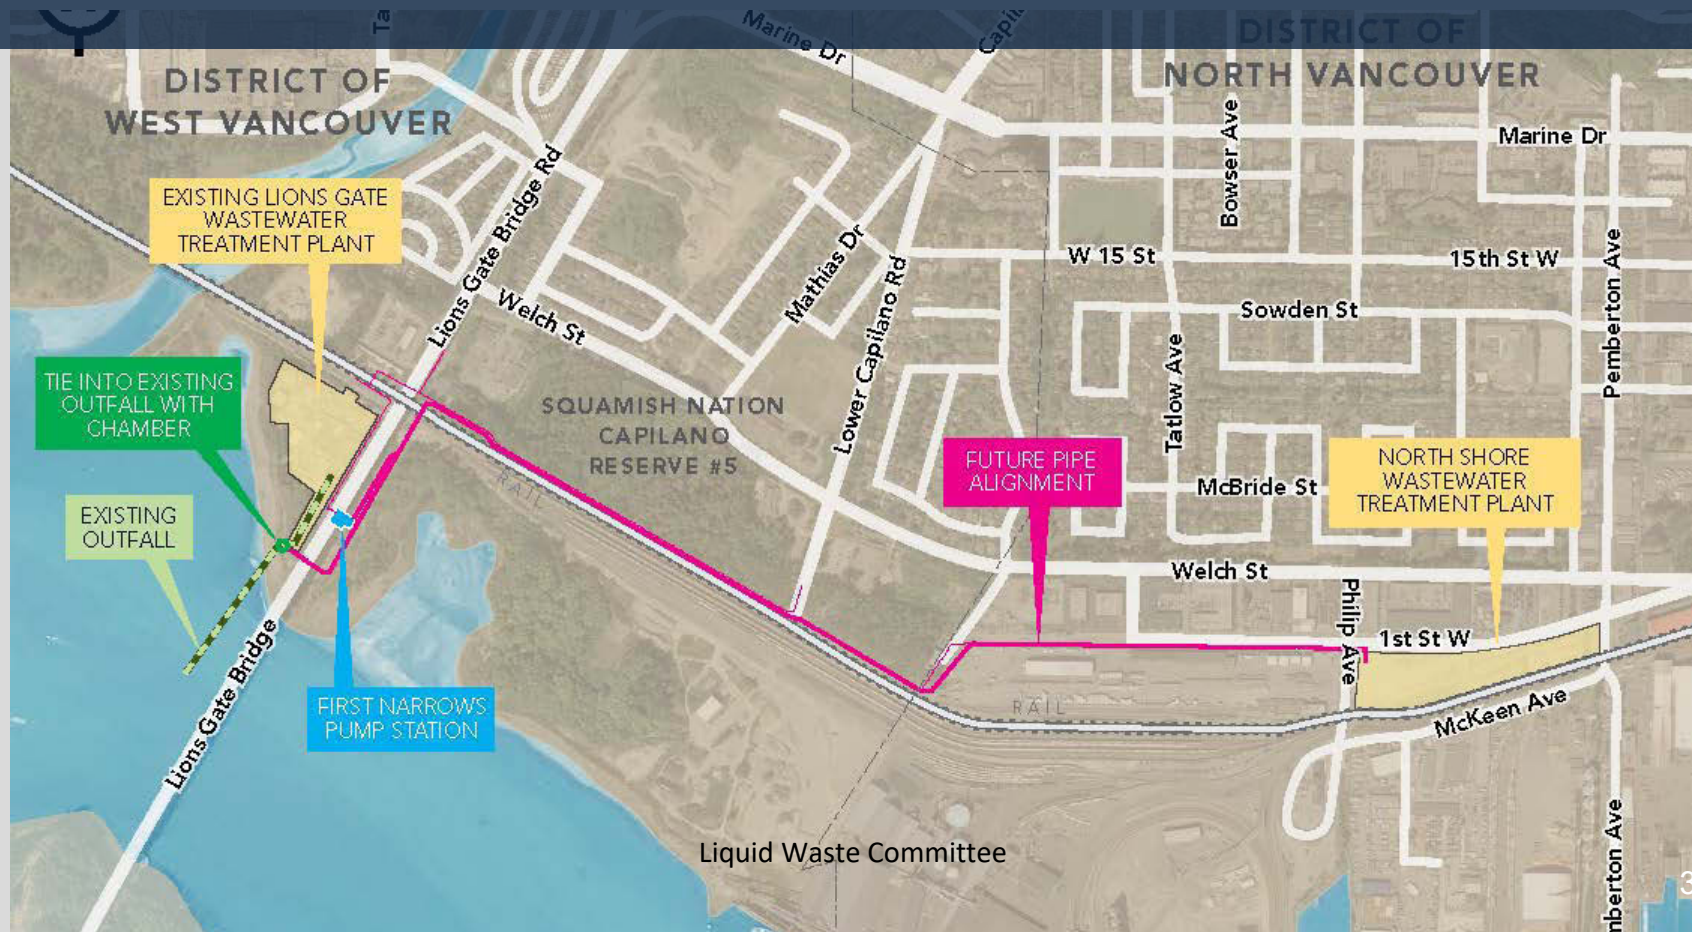 Marine Dr
DISTRICT OF
NORTH VANCOUVER
DISTRICT OF
WEST VANCOUVER
Marine Dr
Bowser Ave
EXISTING LIONS GATE
WASTEWATER
TREATMENT PLANT
Lions Gate Bridge Rd
Mathias Dr
W 15 St
15th St W
Pemberton Ave
Welch St
Lower Capilano Rd
Sowden St
Tatlow Ave
TIE INTO EXISTING
OUTFALL WITH
CHAMBER
SQUAMISH NATION
CAPILANO
RESERVE #5
RAIL
FUTURE PIPE
ALIGNMENT
McBride St
NORTH SHORE
WASTEWATER
TREATMENT PLANT
EXISTING
OUTFALL
Welch St
Philip Ave
1st St W
Lions Gate Bridge
FIRST NARROWS
PUMP STATION
RAIL
McKeen Ave
Liquid Waste Committee
3